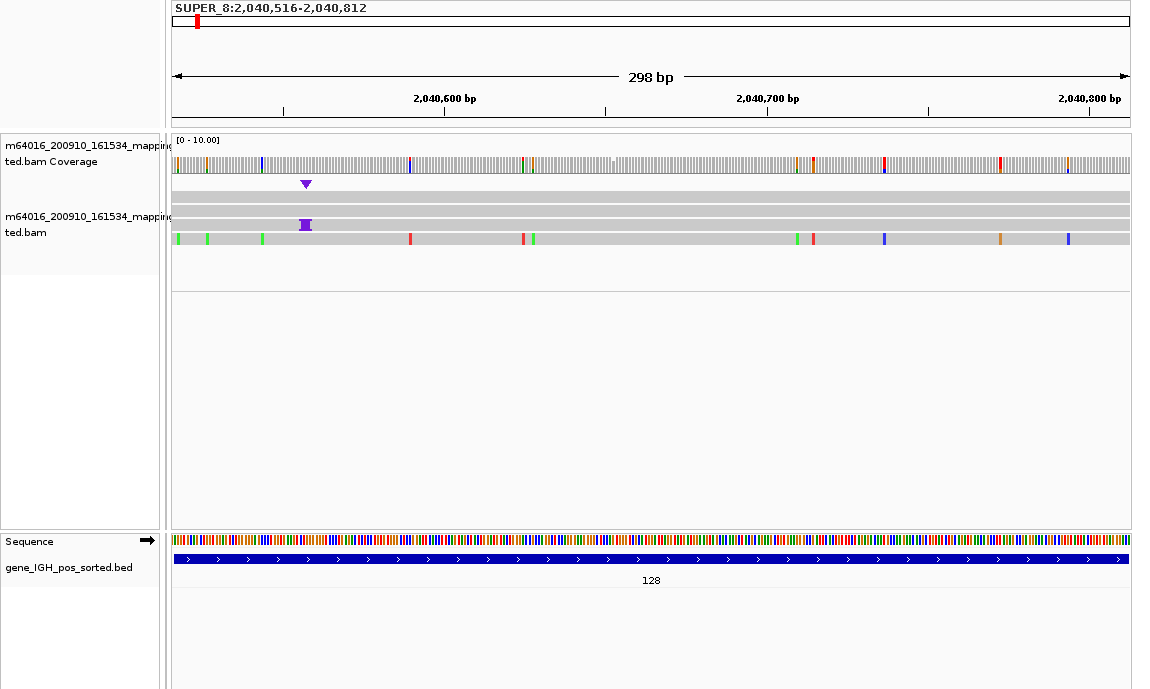 SUPER_8:2,040,516-2,040,812
298 bp
2,040,600 bp 2,040,700 bp 2,040,800 bp
m64016_200910_161534_mapping
ted.bam Coverage
[0 - 10.00]
m64016_200910_161534_mapping
ted.bam
Sequence
gene_IGH_pos_sorted.bed
128